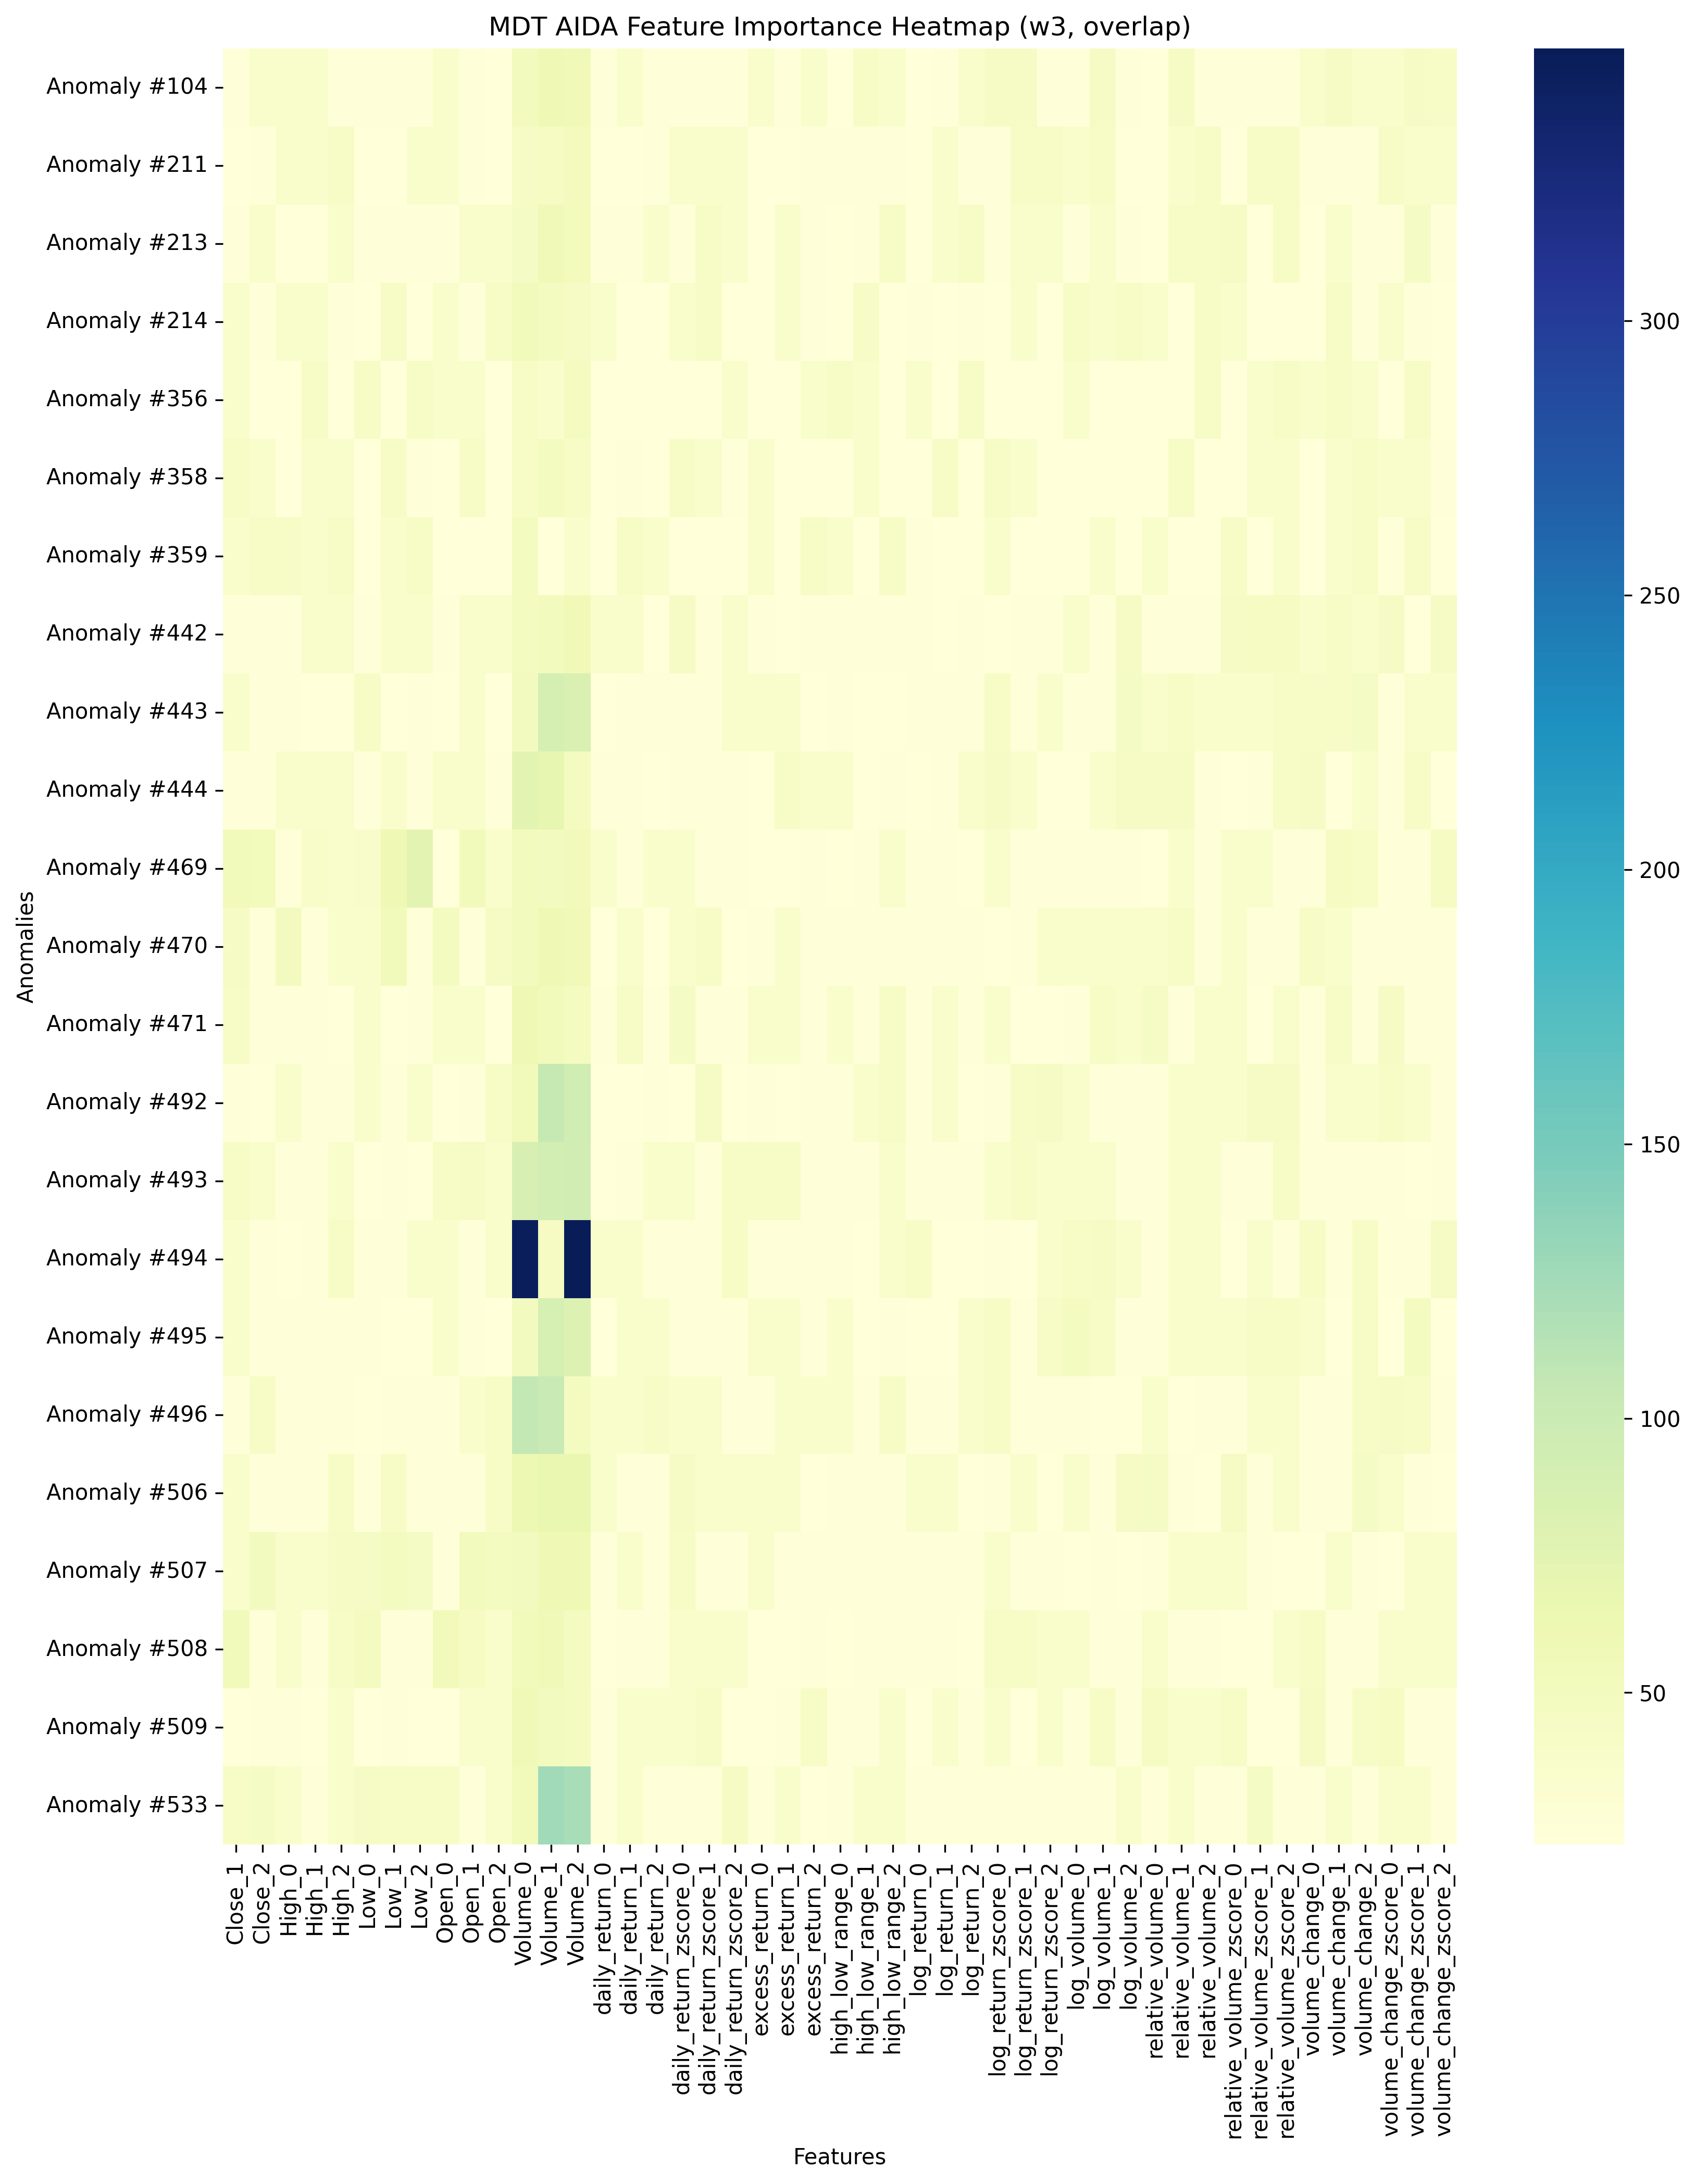 MDT AIDA Feature Importance Heatmap (w3, overlap)
Anomalies
Anomaly #104
Anomaly #211
Anomaly #213
Anomaly #214
Anomaly #356
Anomaly #358
Anomaly #359
Anomaly #442
Anomaly #443
Anomaly #444
Anomaly #469
Anomaly #470
Anomaly #471
Anomaly #492
Anomaly #493
Anomaly #494
Anomaly #495
Anomaly #496
Anomaly #506
Anomaly #507
Anomaly #508
Anomaly #509
Anomaly #533
Close_1
Close_2
High_0
High_1
High_2
Low_0
Low_1
Low_2
Open_0
Open_1
Open_2
Volume_0
Volume_1
Volume_2
daily_return_0
daily_return_1
daily_return_2
daily_return_zscore_0
daily_return_zscore_1
daily_return_zscore_2
excess_return_0
excess_return_1
excess_return_2
high_low_range_0
high_low_range_1
high_low_range_2
log_return_0
log_return_1
log_return_2
log_return_zscore_0
log_return_zscore_1
log_return_zscore_2
log_volume_0
log_volume_1
log_volume_2
relative_volume_0
relative_volume_1
relative_volume_2
relative_volume_zscore_0
relative_volume_zscore_1
relative_volume_zscore_2
volume_change_0
volume_change_1
volume_change_2
volume_change_zscore_0
volume_change_zscore_1
volume_change_zscore_2
Features
300
250
200
150
100
50